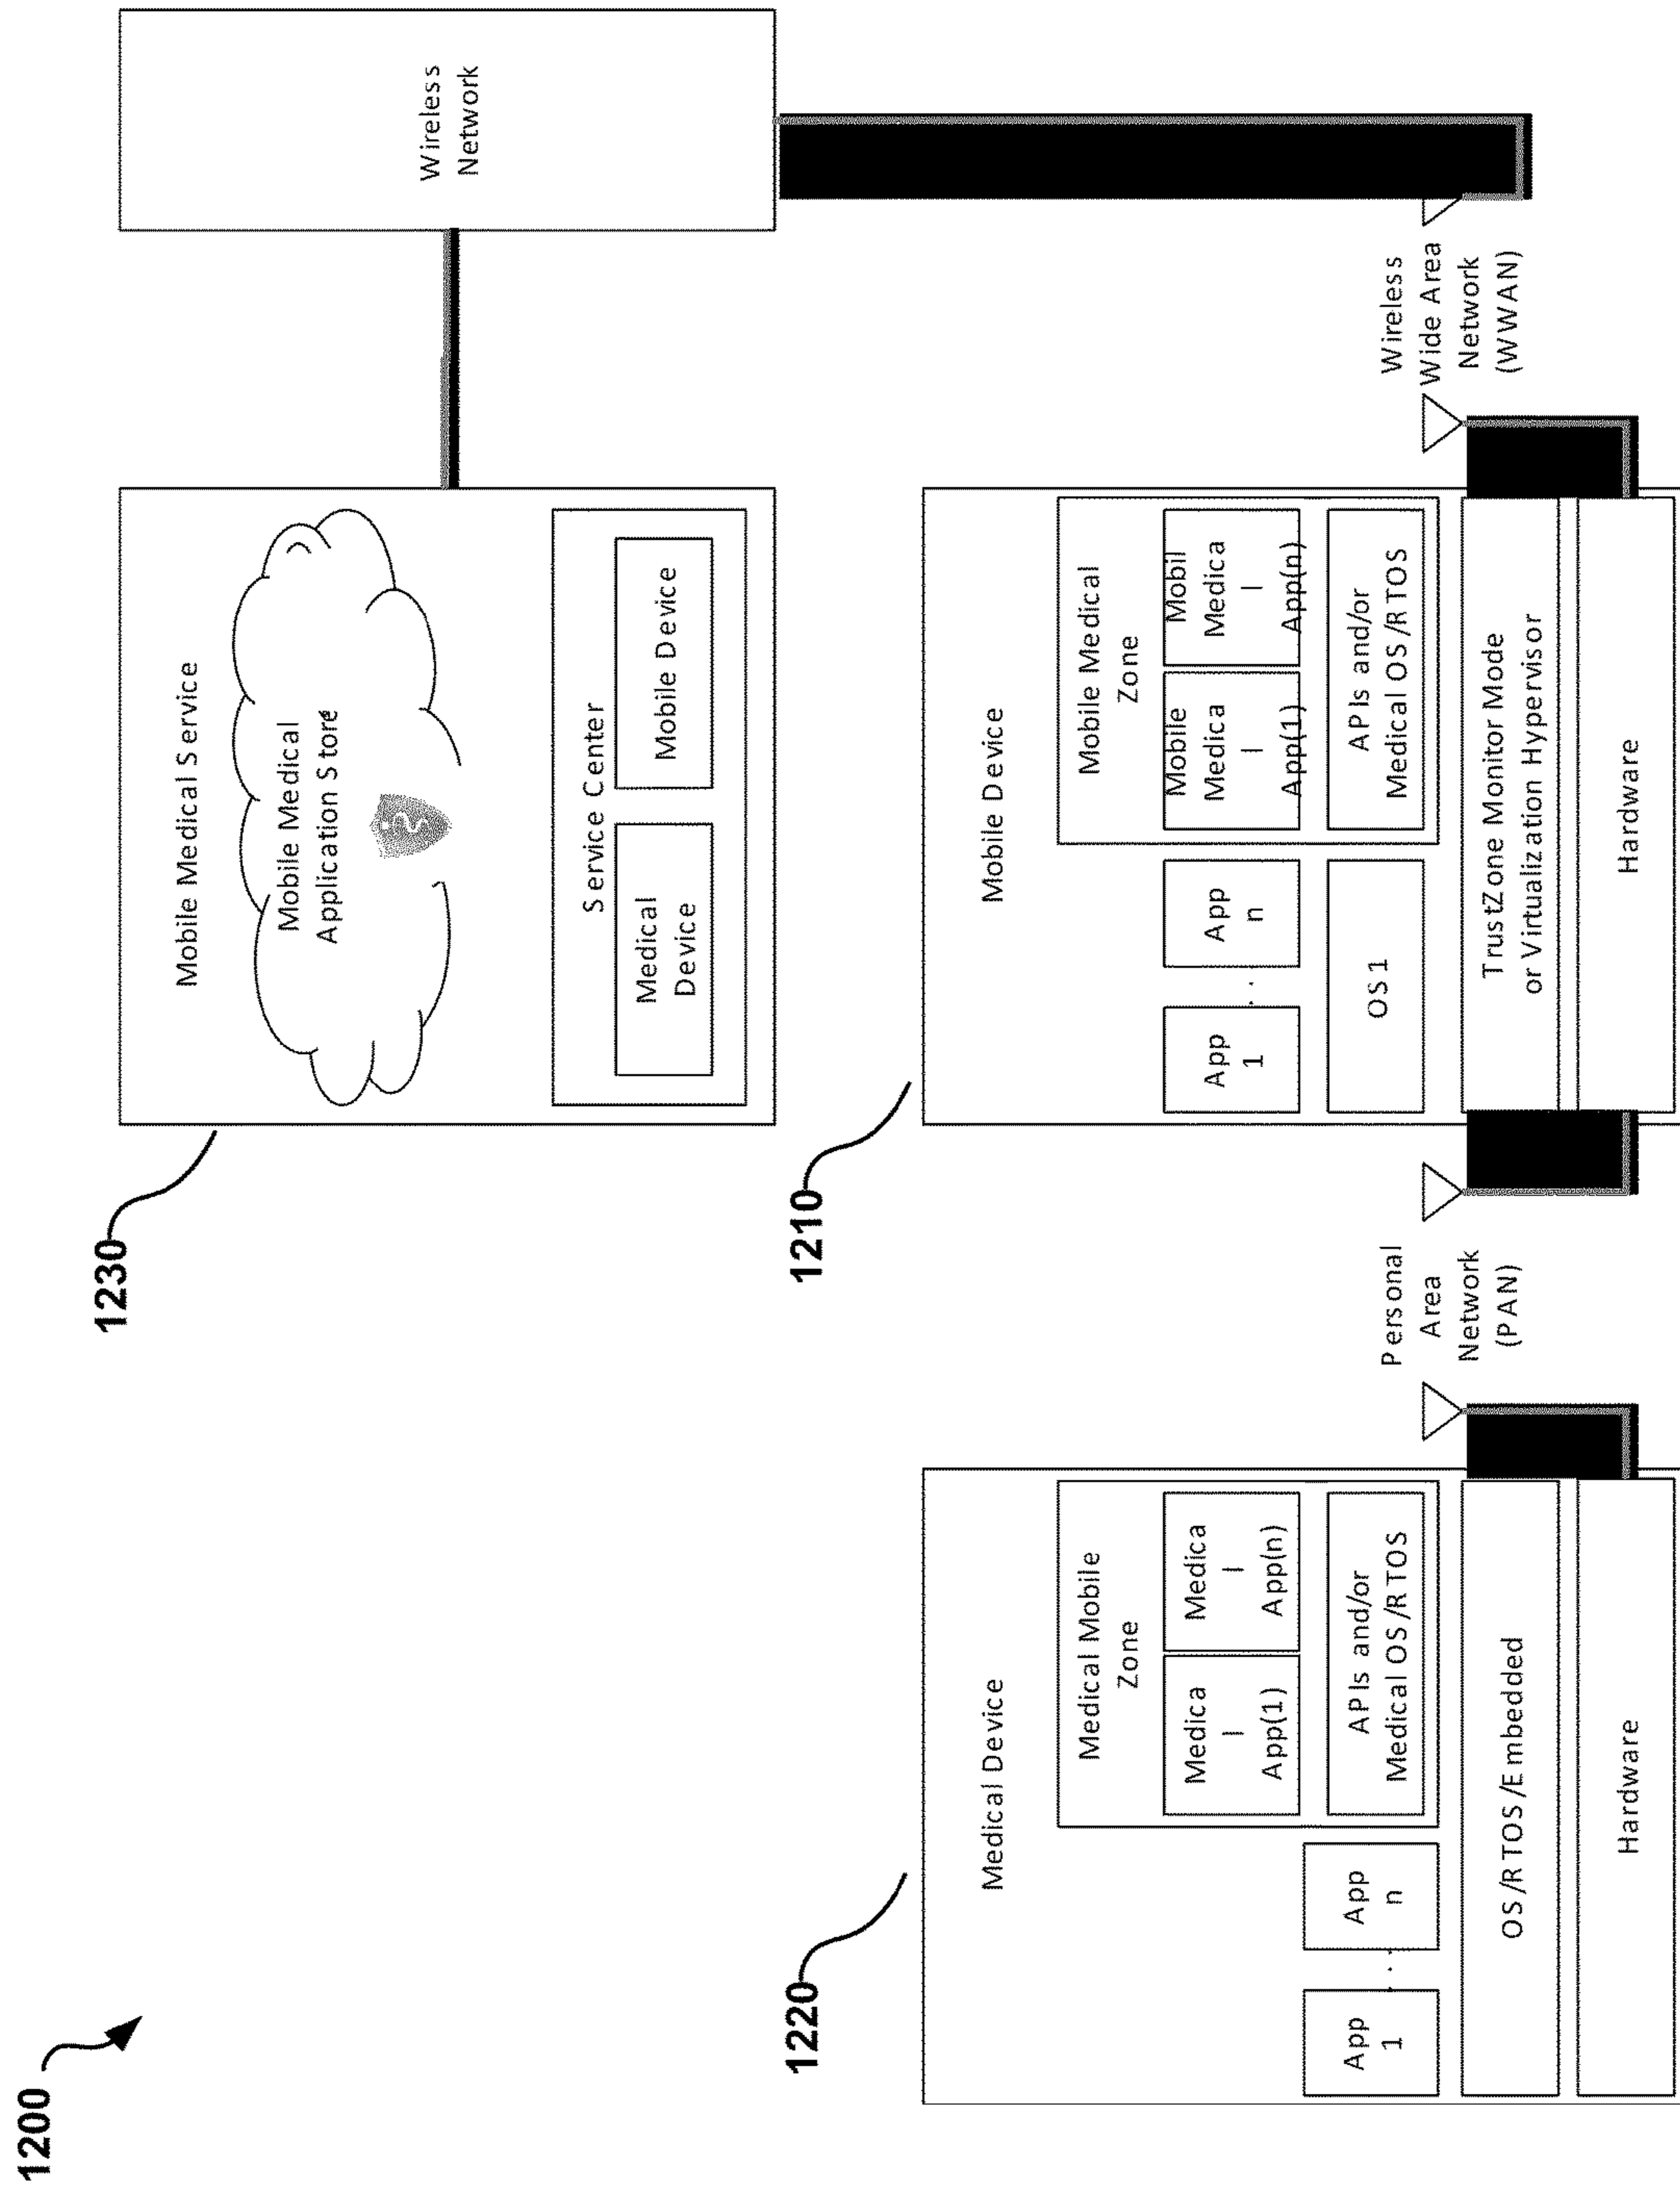 1200
1230
Mobile Medical Service
Mobile Medical
Application Store
Service Center
Medical
Device
Mobile Device
Wireless
Network
1220
Medical Device
Medical Mobile
Zone
Medica
l
App(1)
Medica
l
App(n)
APIs and/or
Medical OS/RTOS
App
1
...
App
n
OS/RTOS/Embedded
Hardware
Personal
Area
Network
(PAN)
1210
Mobile Device
Mobile Medical
Zone
Mobile
Medica
l
App(1)
Mobil
Medica
l
App(n)
APIs and/or
Medical OS/RTOS
App
1
..
App
n
OS1
TrustZone Monitor Mode
or Virtualization Hypervisor
Hardware
Wireless
Wide Area
Network
(WWAN)